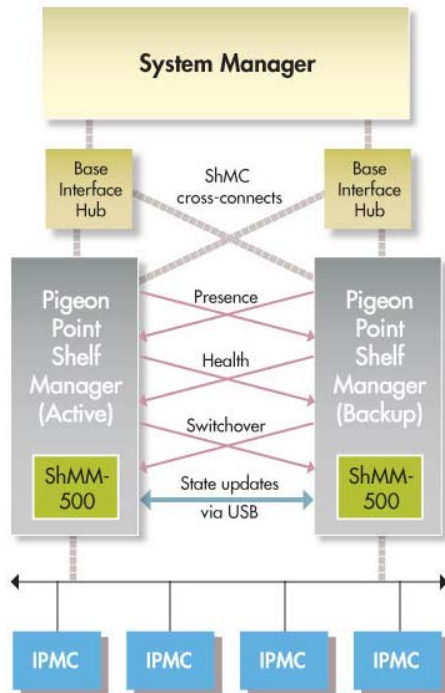 System Manager
Base
Interface
Hub
ShMC
cross-connects
Base
Interface
Hub
Pigeon
Point
Shelf
Manager
(Active)
ShMM-
500
Presence
Health
Switchover
State updates
via USB
Pigeon
Point
Shelf
Manager
(Backup)
ShMM-
500
IPMC
IPMC
IPMC
IPMC